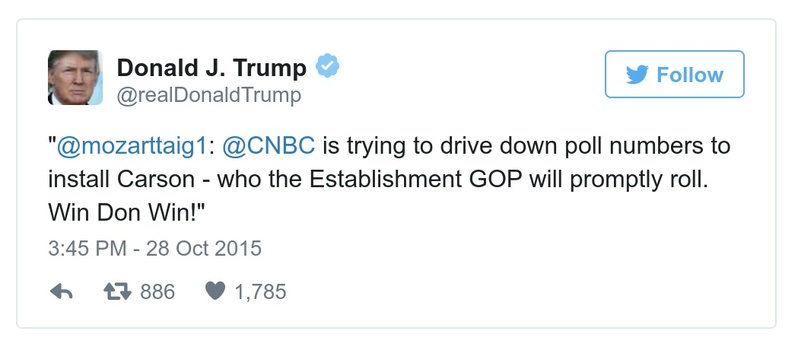 Donald J. Trump
@realDonaldTrump
Follow
"@mozarttaig1: @CNBC is trying to drive down poll numbers to
install Carson - who the Establishment GOP will promptly roll.
Win Don Win!"
3:45 PM - 28 Oct 2015
886 1,785